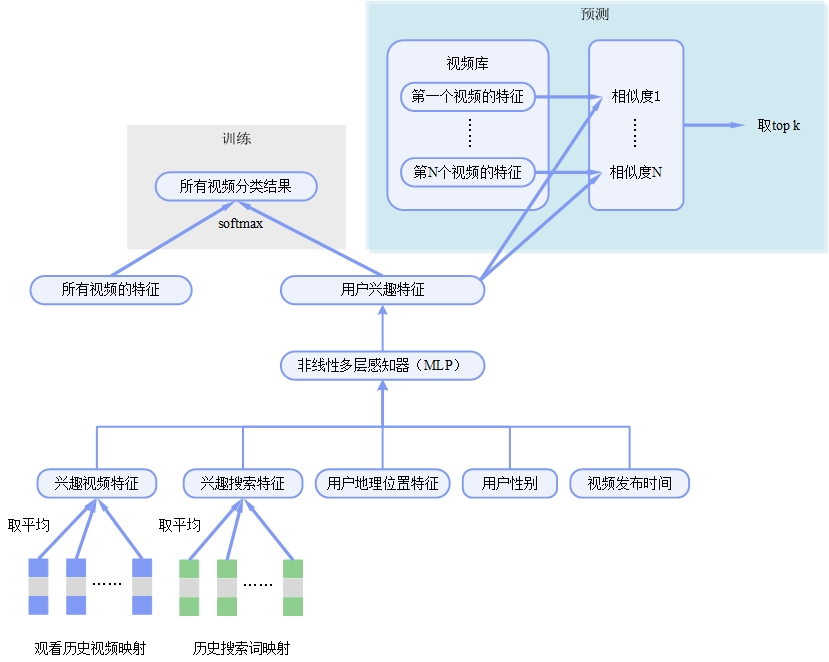 预测
视频库
第一个视频的特征
相似度1
取top k
训练
第N个视频的特征
相似度N
所有视频分类结果
softmax
所有视频的特征
用户兴趣特征
非线性多层感知器（MLP）
兴趣视频特征
兴趣搜索特征
用户地理位置特征
用户性别
视频发布时间
取平均
取平均
观看历史视频映射
历史搜索词映射